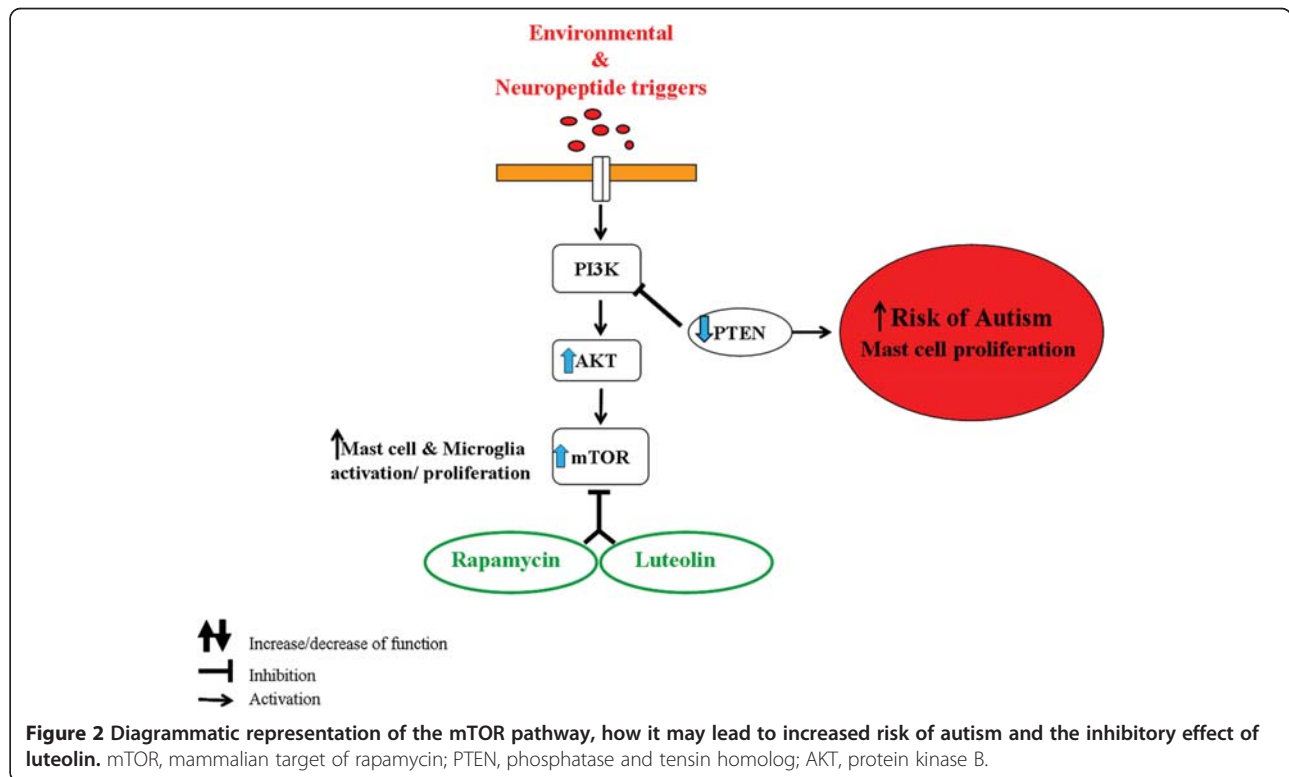 Environmental
&
Neuropeptide triggers
PI3K
PTEN
↑Risk of Autism
Mast cell proliferation
AKT
↑Mast cell & Microglia
activation/ proliferation
mTOR
Rapamycin
Luteolin
Increase/decrease of function
Inhibition
Activation
Figure 2 Diagrammatic representation of the mTOR pathway, how it may lead to increased risk of autism and the inhibitory effect of
luteolin. mTOR, mammalian target of rapamycin; PTEN, phosphatase and tensin homolog; AKT, protein kinase B.